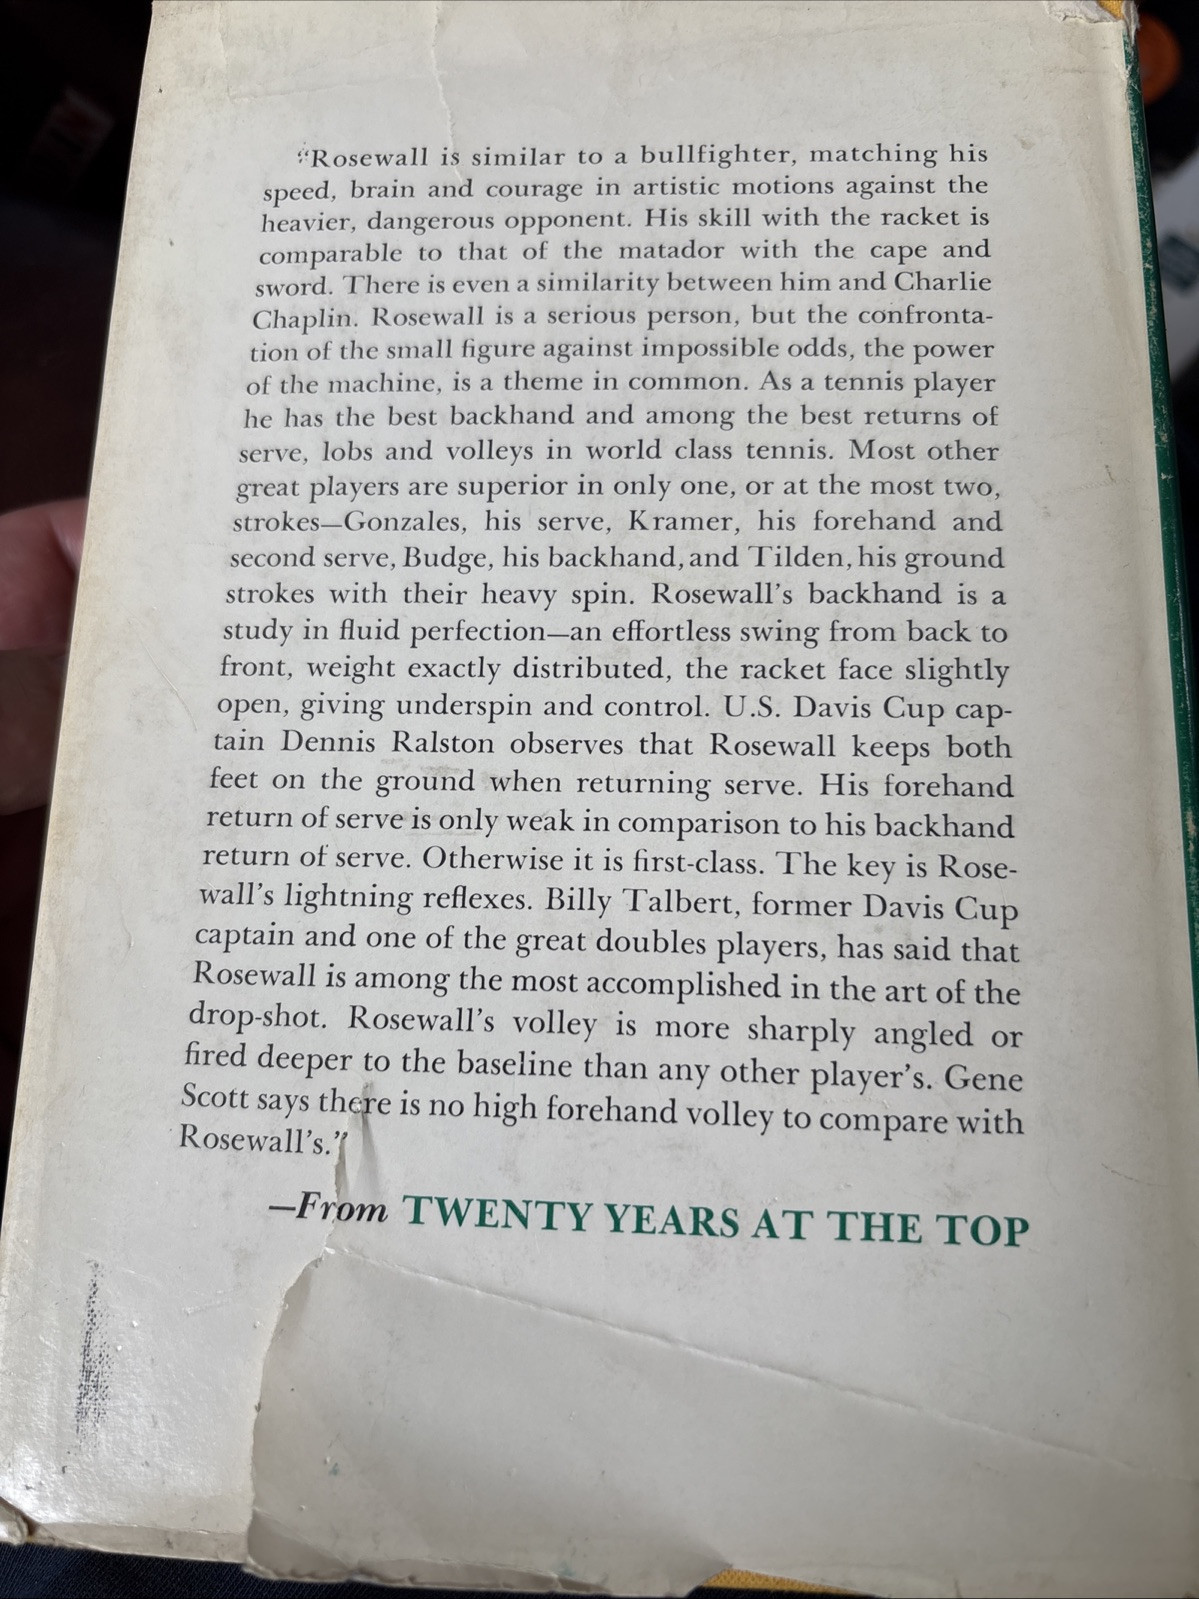 “Rosewall is similar to a bullfighter, matching his
speed, brain and courage in artistic motions against the
heavier, dangerous opponent. His skill with the racket is
comparable to that of the matador with the cape and
sword. There is even a similarity between him and Charlie
Chaplin. Rosewall is a serious person, but the confronta-
tion of the small figure against impossible odds, the power
of the machine, is a theme in common. As a tennis player
he has the best backhand and among the best returns of
serve, lobs and volleys in world class tennis. Most other
great players are superior in only one, or at the most two,
strokes—Gonzales, his serve, Kramer, his forehand and
second serve, Budge, his backhand, and Tilden, his ground
strokes with their heavy spin. Rosewall’s backhand is a
study in fluid perfection—an effortless swing from back to
front, weight exactly distributed, the racket face slightly
open, giving underspin and control. U.S. Davis Cup cap-
tain Dennis Ralston observes that Rosewall keeps both
feet on the ground when returning serve. His forehand
return of serve is only weak in comparison to his backhand
return of serve. Otherwise it is first-class. The key is Rose-
wall’s lightning reflexes. Billy Talbert, former Davis Cup
captain and one of the great doubles players, has said that
Rosewall is among the most accomplished in the art of the
drop-shot. Rosewall’s volley is more sharply angled or
fired deeper to the baseline than any other player’s. Gene
Scott says there is no high forehand volley to compare with
Rosewall’s.”
—From TWENTY YEARS AT THE TOP